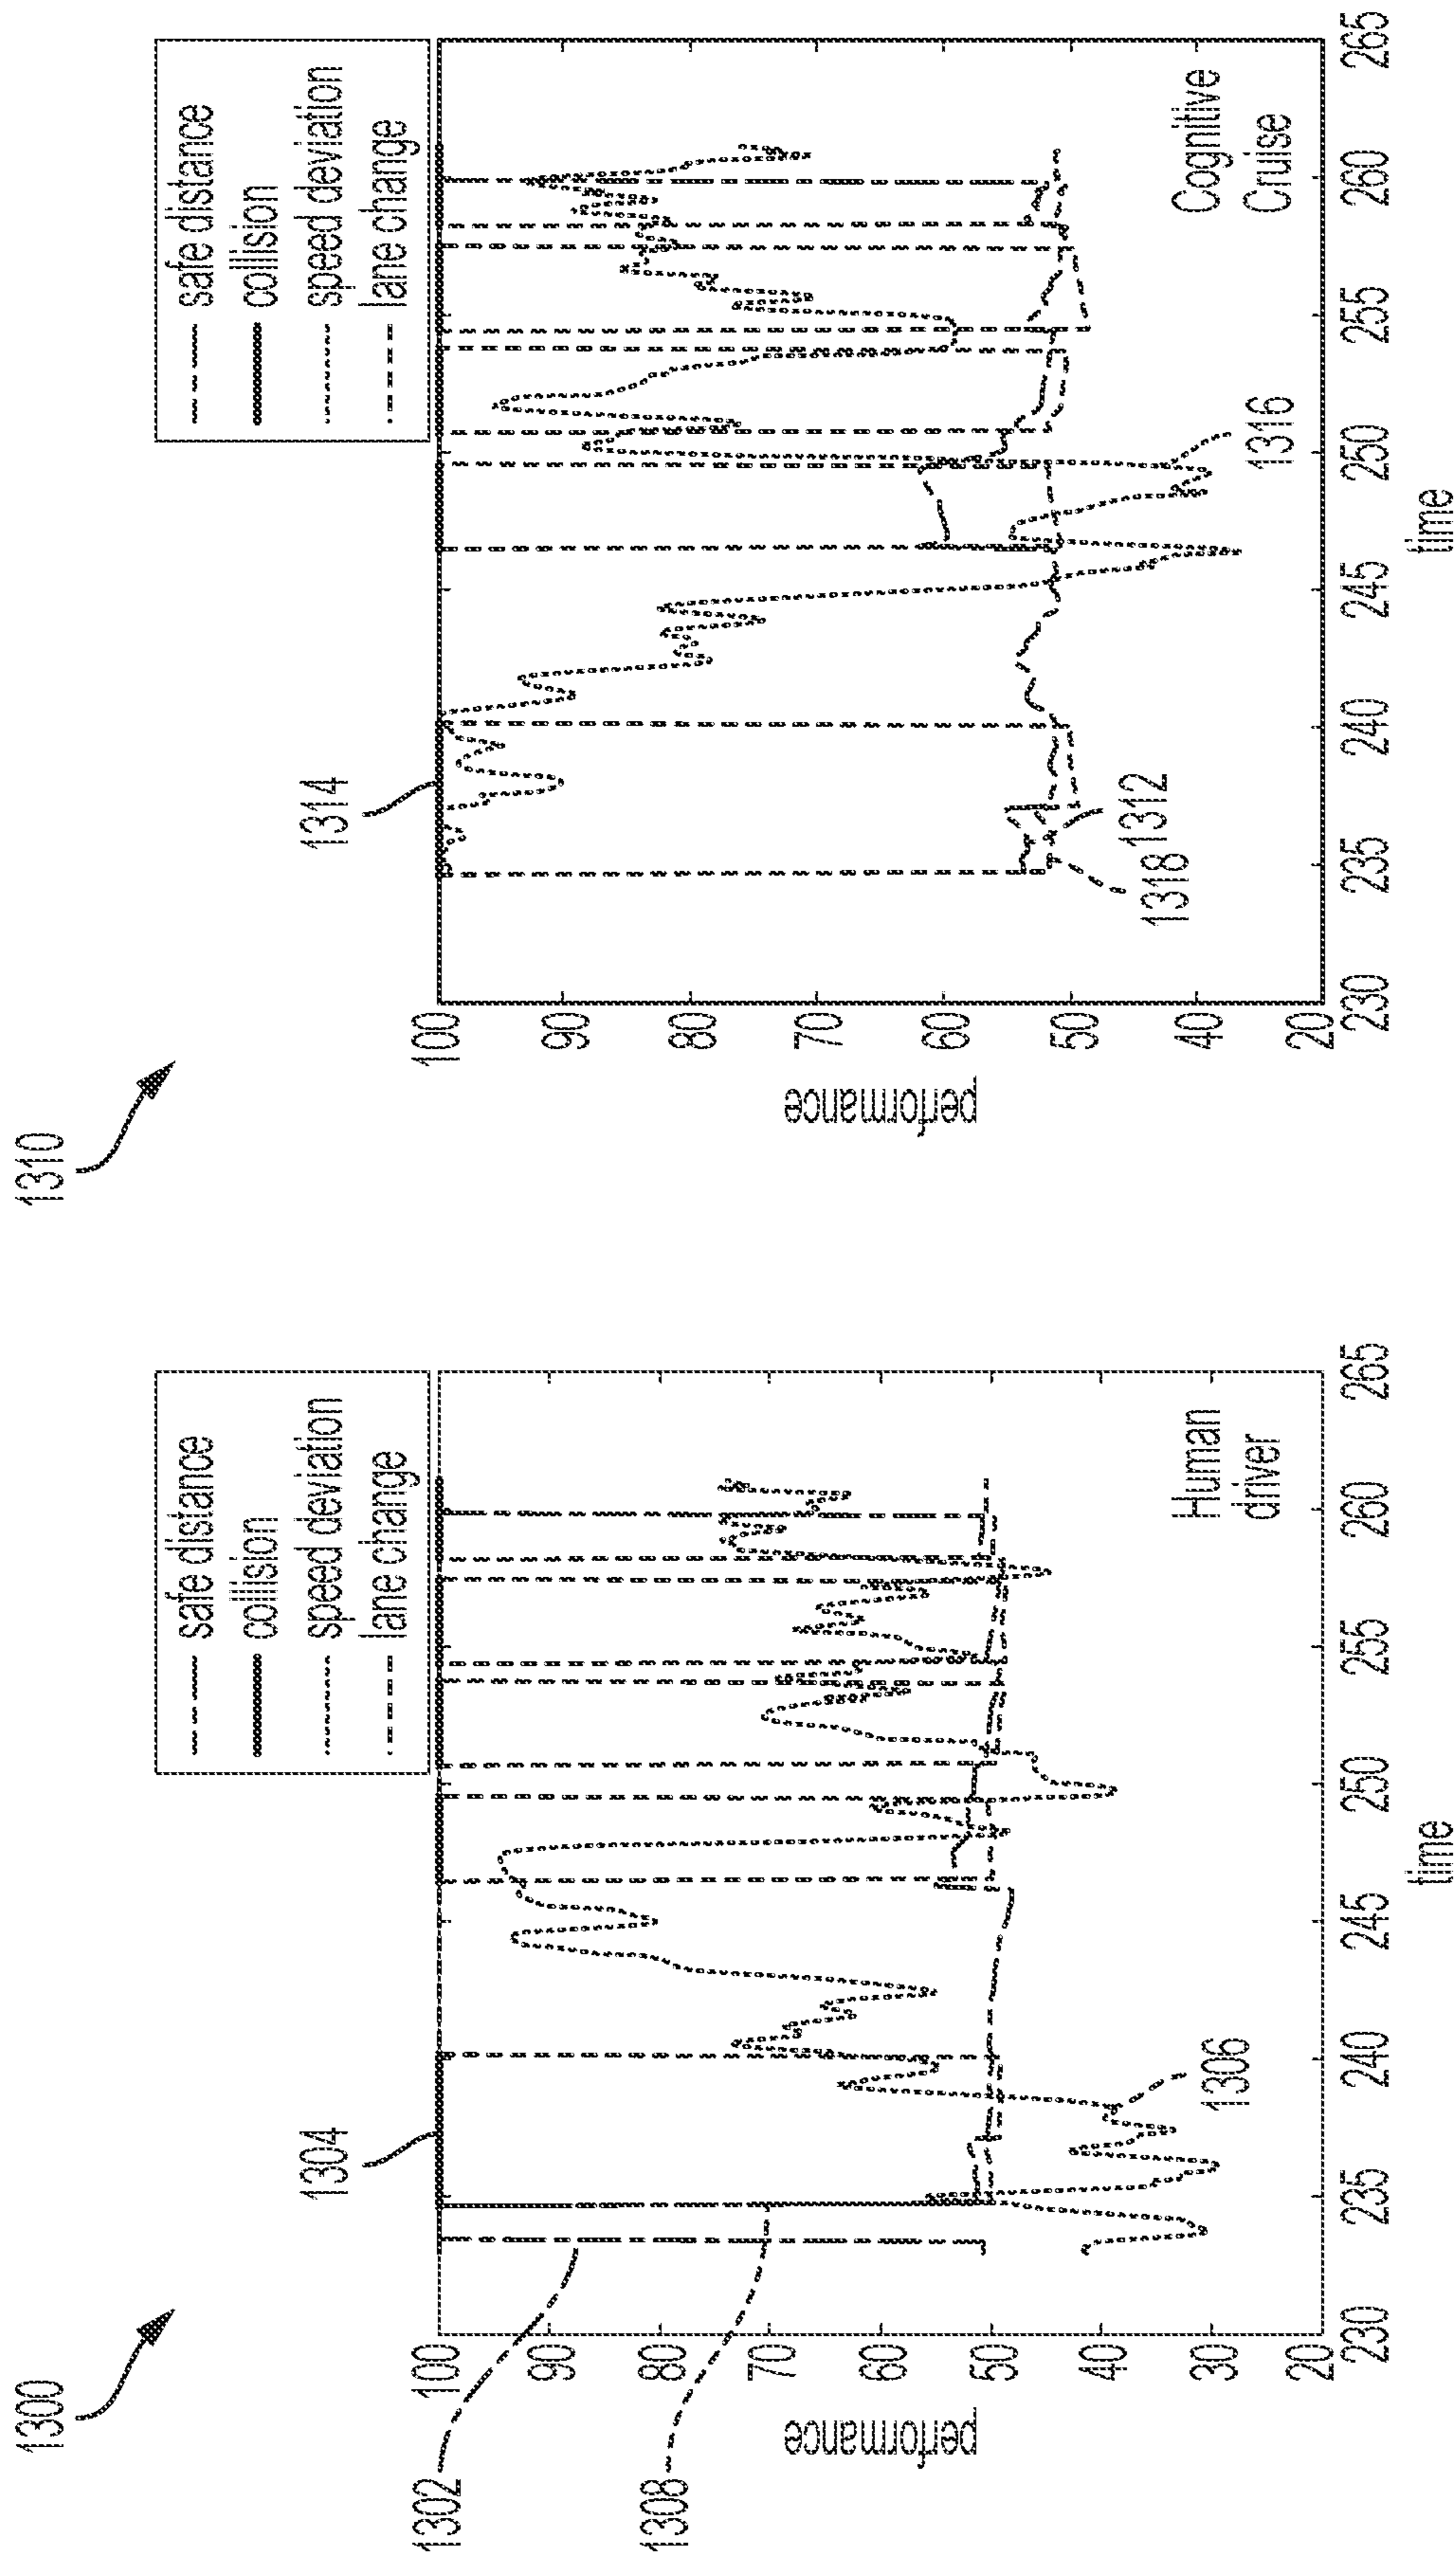 1300
safe distance
collision
speed deviation
lane change
1304
1302
1308
performance
100
90
80
70
60
50
40
30
20
1306
Human
driver
230
235
240
245
250
255
260
265
time
1310
safe distance
collision
speed deviation
lane change
1314
performance
100
90
80
70
60
50
40
20
1312
1318
1316
Cognitive
Cruise
230
235
240
245
250
255
260
265
time